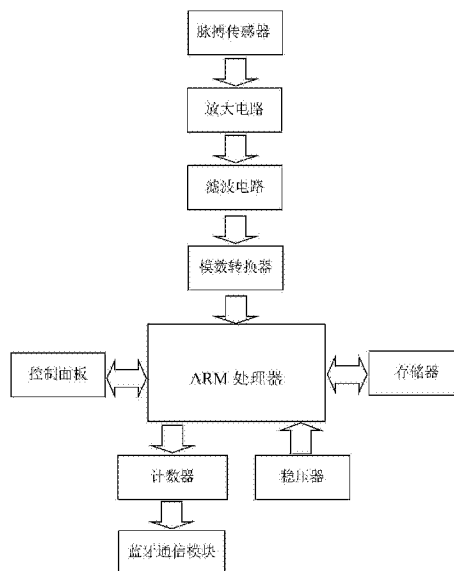 脉搏传感器
放大电路
滤波电路
模数转换器
控制面板
ARM 处理器
存储器
计数器
稳压器
蓝牙通信模块